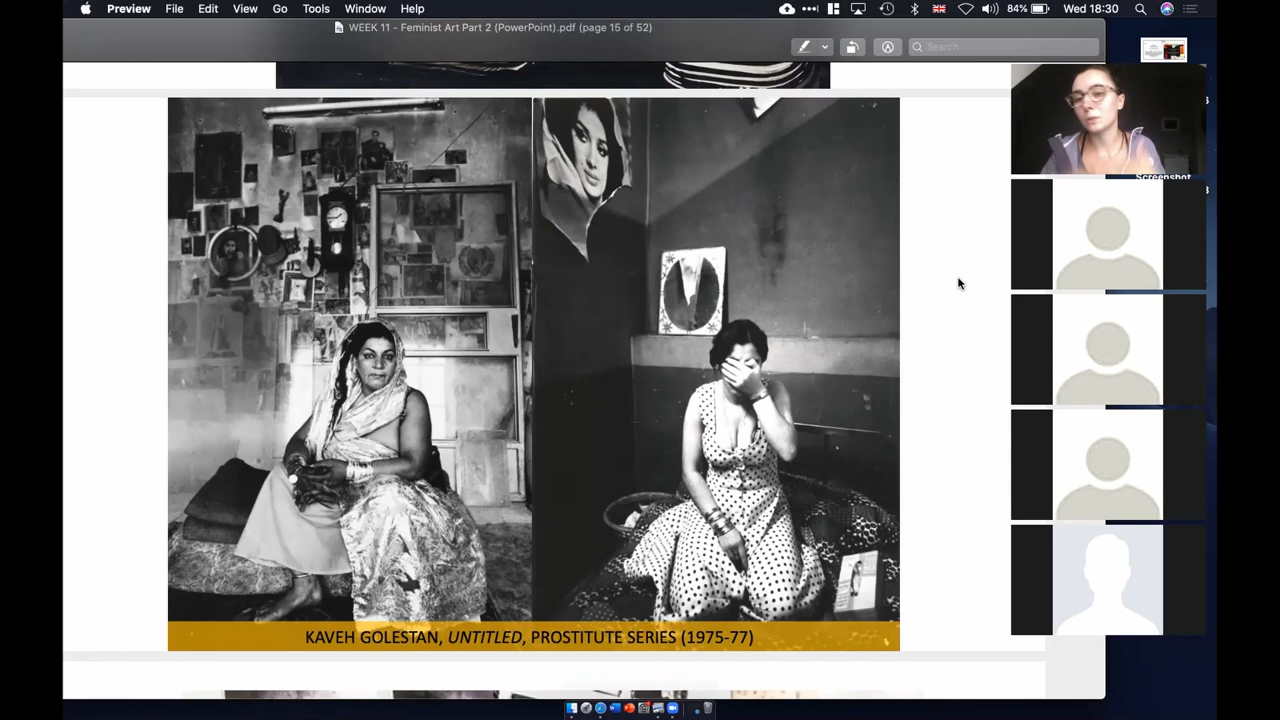 Preview File Edit View Go Tools Window Help 84% Wed 18:30
WEEK 11 - Feminist Art Part 2 (PowerPoint).pdf (page 15 of 52)
Search
Screenshot
KAVEH GOLESTAN, UNTITLED, PROSTITUTE SERIES (1975-77)